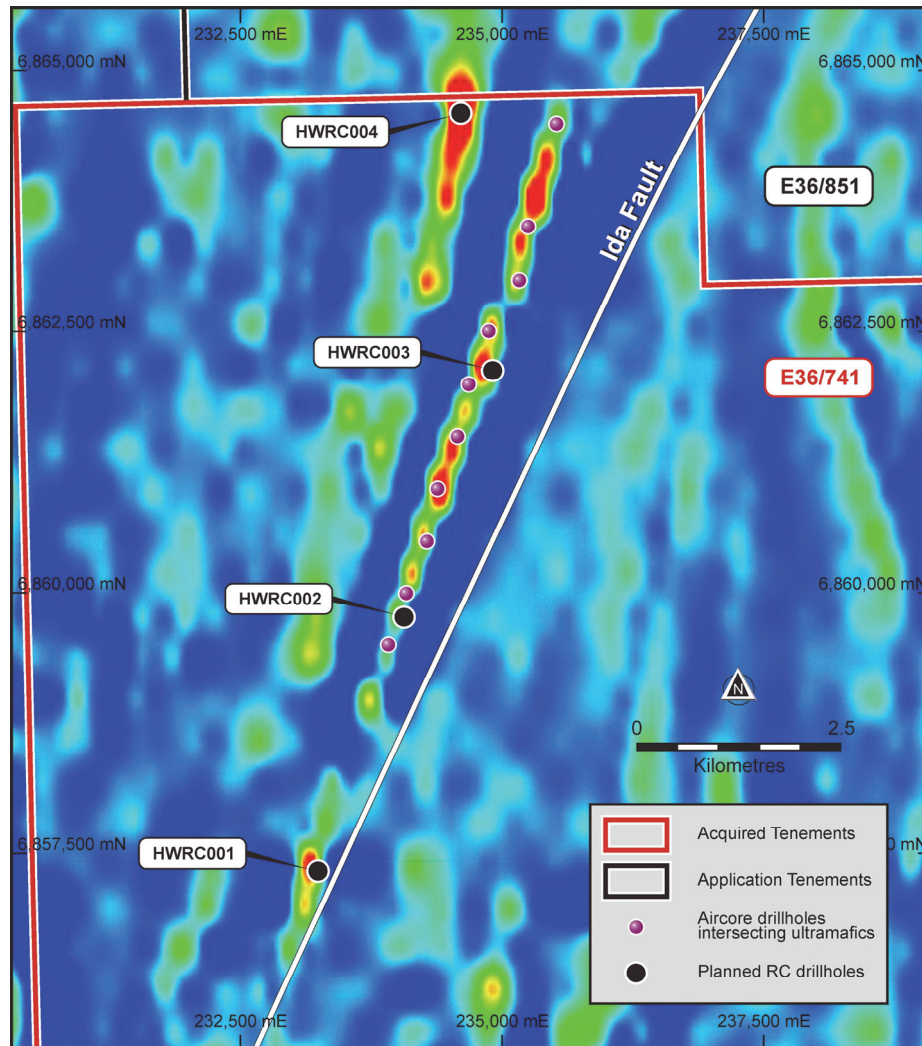 232,500 mE
235,000 mE
237,500 mE
6,865,000 mN
6,865,000 mN
HWRC004
E36/851
Ida Fault
6,862,500 mN
6,862,500 mN
HWRC003
E36/741
HWRC002
6,860,000 mN
6,860,000 mN
N
0
2.5
Kilometres
HWRC001
6,857,500 mN
0 mN
Acquired Tenements
Application Tenements
Aircore drillholes
intersecting ultramafics
Planned RC drillholes
232,500 mE
235,000 mE
237,500 mE